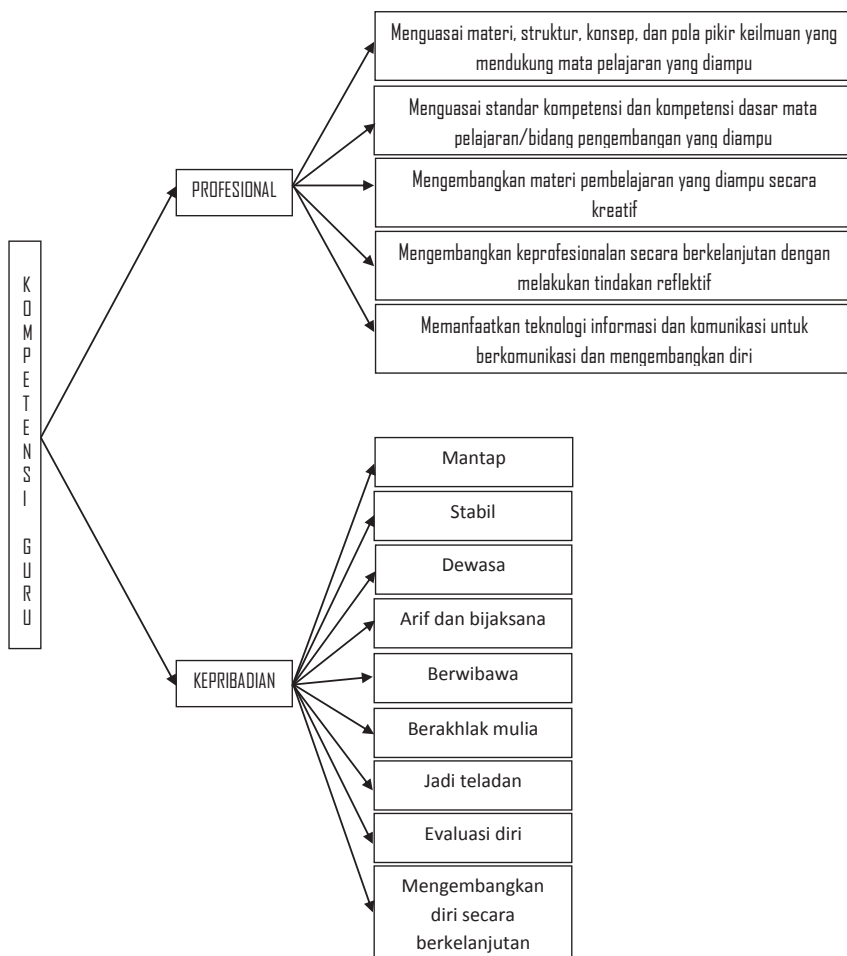 KOMPETENSI GURU
PROFESIONAL
Menguasai materi, struktur, konsep, dan pola pikir keilmuan yang
mendukung mata pelajaran yang diampu
Menguasai standar kompetensi dan kompetensi dasar mata
pelajaran/bidang pengembangan yang diampu
Mengembangkan materi pembelajaran yang diampu secara
kreatif
Mengembangkan keprofesionalan secara berkelanjutan dengan
melakukan tindakan reflektif
Memanfaatkan teknologi informasi dan komunikasi untuk
berkomunikasi dan mengembangkan diri
KEPRIBADIAN
Mantap
Stabil
Dewasa
Arif dan bijaksana
Berwibawa
Berakhlak mulia
Jadi teladan
Evaluasi diri
Mengembangkan
diri secara
berkelanjutan